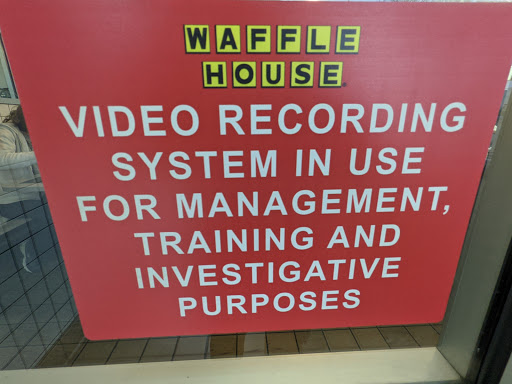 WAFFLE
HOUSE
VIDEO RECORDING
SYSTEM IN USE
FOR MANAGEMENT,
TRAINING AND
INVESTIGATIVE
PURPOSES